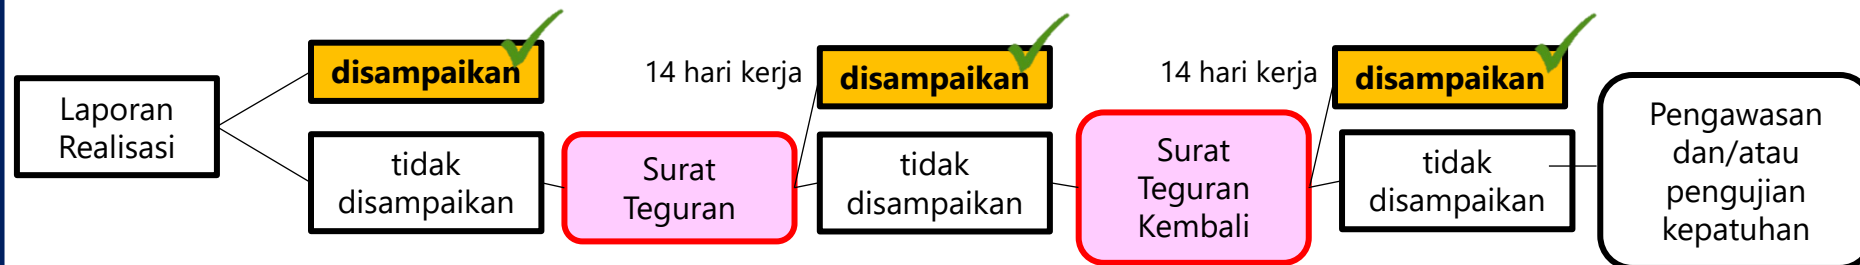 Laporan
Realisasi
disampaikan
tidak
disampaikan
Surat
Teguran
14 hari kerja
disampaikan
tidak
disampaikan
Surat
Teguran
Kembali
14 hari kerja
disampaikan
tidak
disampaikan
Pengawasan
dan/atau
pengujian
kepatuhan